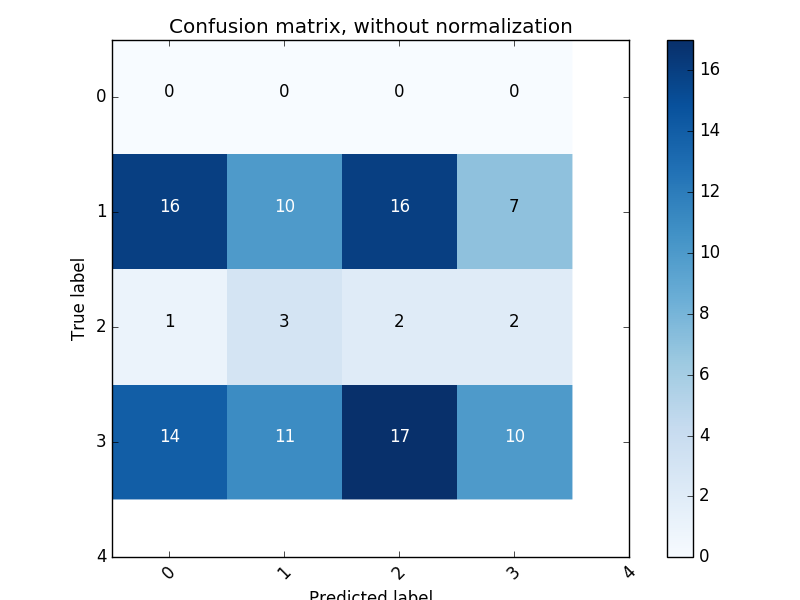 Confusion matrix, without normalization
0 0 0 0 0
1 16 10 16 7
2 1 3 2 2
3 14 11 17 10
4
0 1 2 3 4
True label
Predicted label
16
14
12
10
8
6
4
2
0